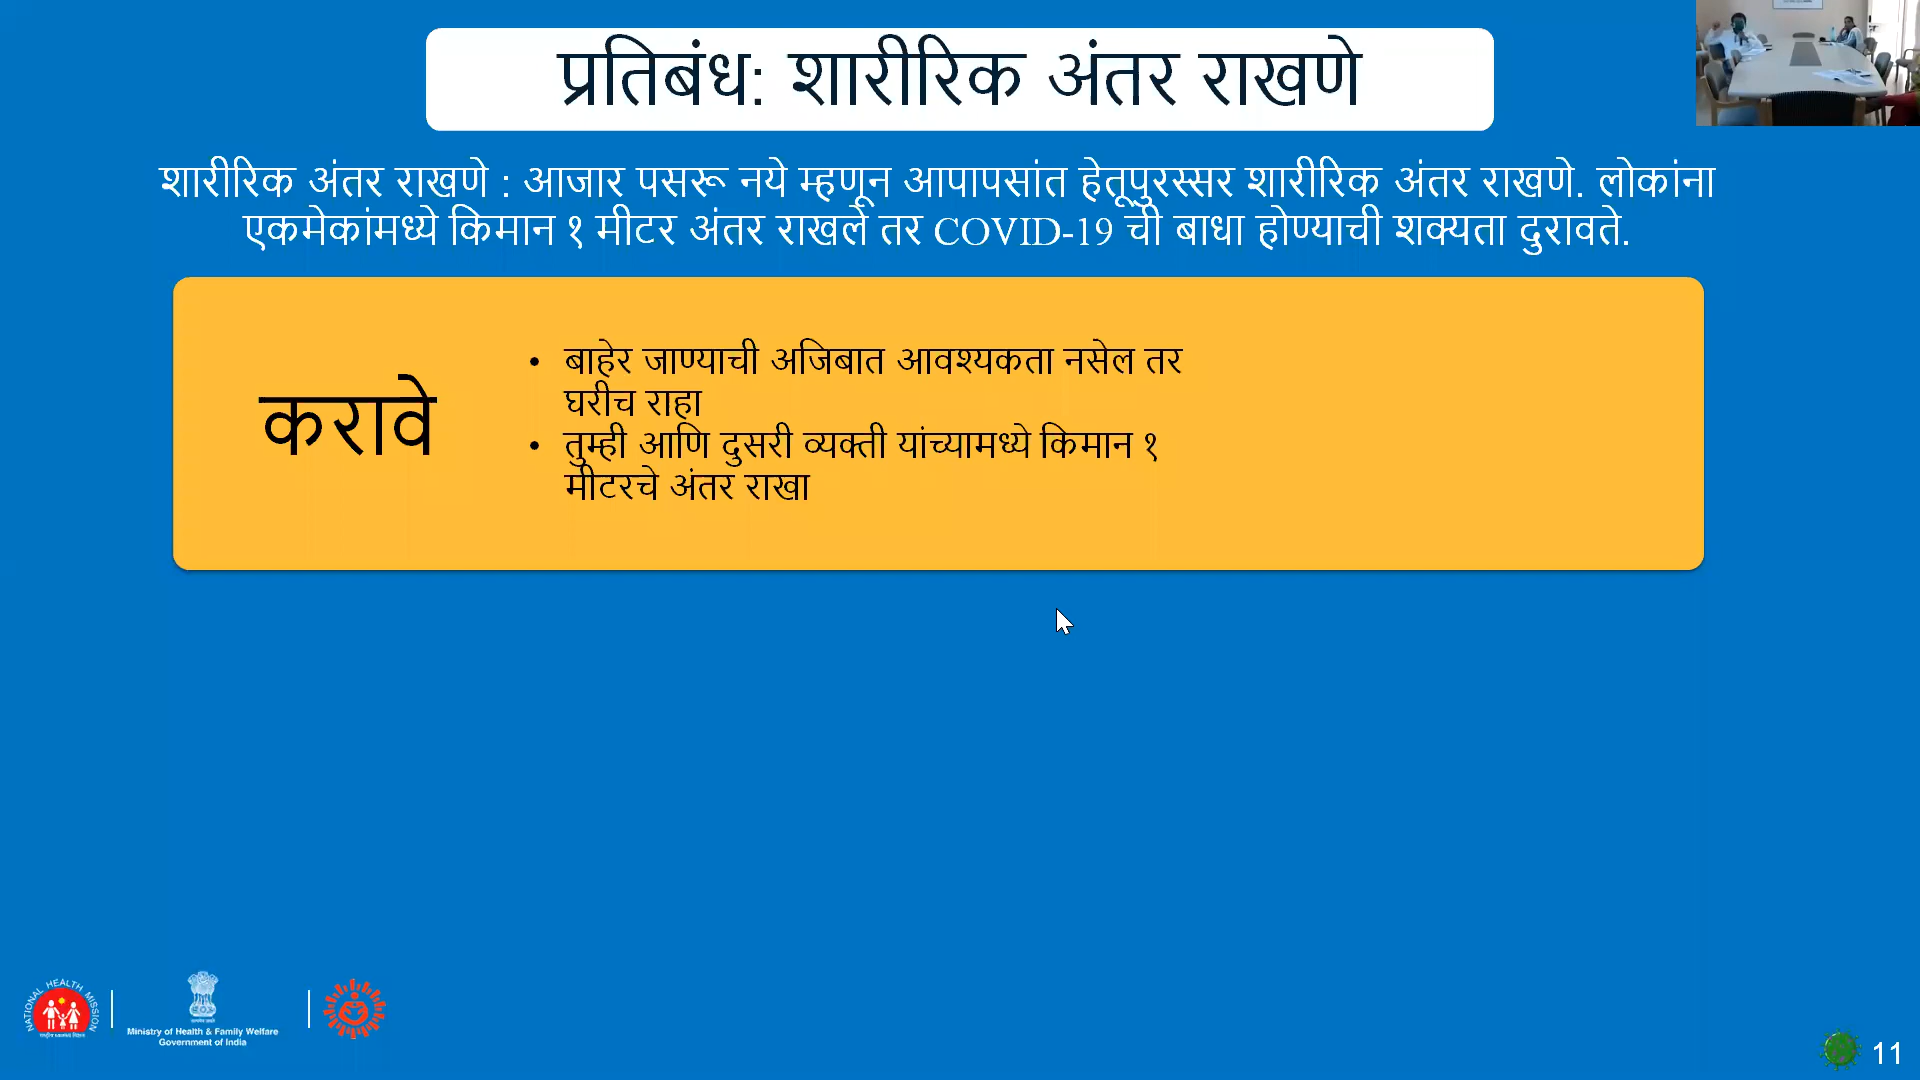 प्रतिबंध: शारीरिक अंतर राखणे
शारीरिक अंतर राखणे : आजार पसरू नये म्हणून आपापसांत हेतूपुरस्सर शारीरिक अंतर राखणे. लोकांना
एकमेकांमध्ये किमान १ मीटर अंतर राखले तर COVID-19 ची बाधा होण्याची शक्यता दुरावते.
करावे
• बाहेर जाण्याची अजिबात आवश्यकता नसेल तर
घरीच राहा
• तुम्ही आणि दुसरी व्यक्ती यांच्यामध्ये किमान १
मीटरचे अंतर राखा
NATIONAL HEALTH MISSION
Ministry of Health & Family Welfare
Government of India
11